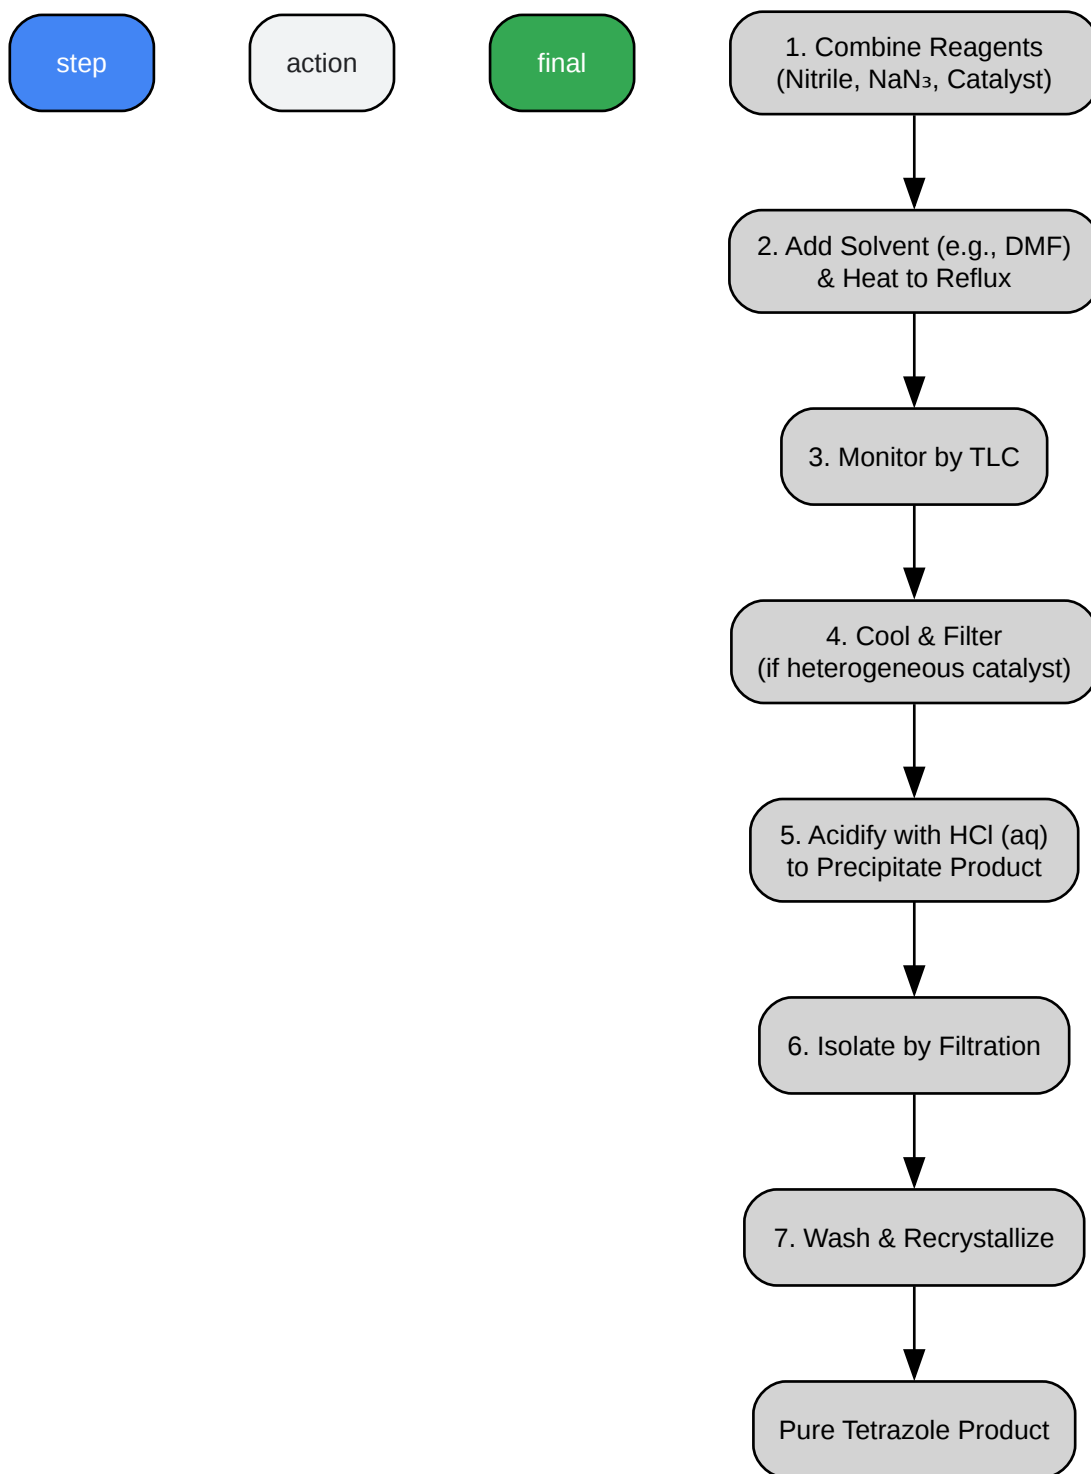 step
action
final
1. Combine Reagents
(Nitrile, NaN₃, Catalyst)
2. Add Solvent (e.g., DMF)
& Heat to Reflux
3. Monitor by TLC
4. Cool & Filter
(if heterogeneous catalyst)
5. Acidify with HCl (aq)
to Precipitate Product
6. Isolate by Filtration
7. Wash & Recrystallize
Pure Tetrazole Product